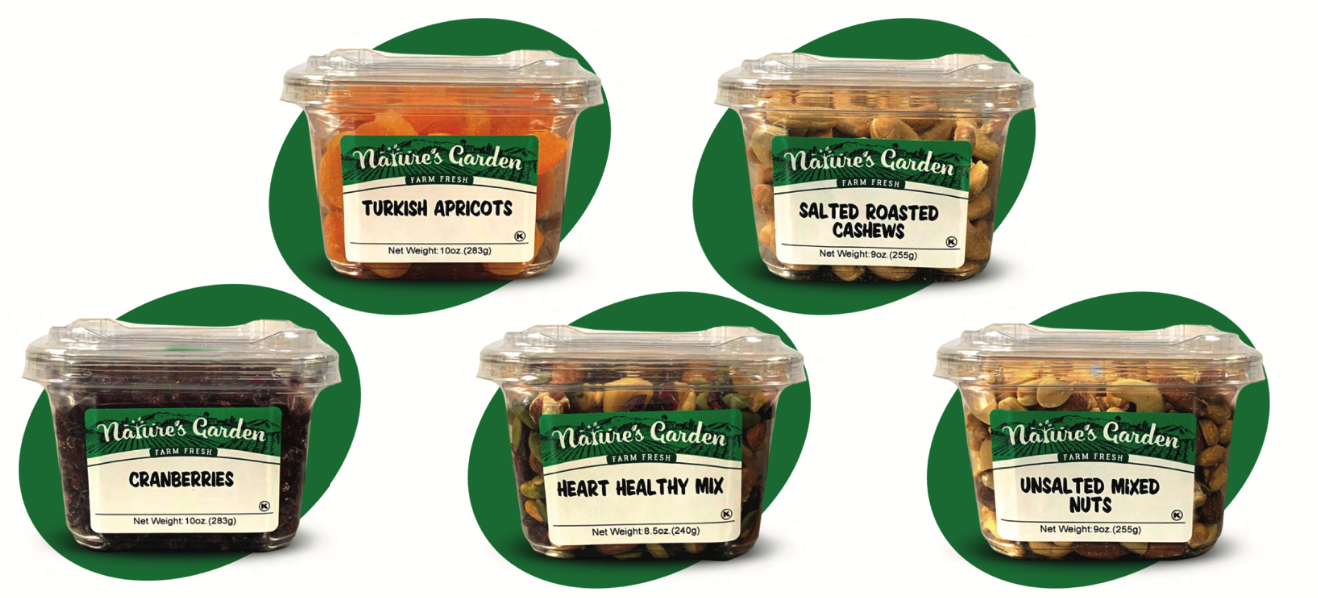 Nature's Garden
FARM FRESH
TURKISH APRICOTS
K
Net Weight:10oz.(283g)
Nature's Garden
FARM FRESH
SALTED ROASTED
CASHEWS
K
Net Weight:9oz.(255g)
Nature's Garden
FARM FRESH
CRANBERRIES
K
Net Weight:10oz.(283g)
Nature's Garden
FARM FRESH
HEART HEALTHY MIX
K
Net Weight:8.5oz.(240g)
Nature's Garden
FARM FRESH
UNSALTED MIXED
NUTS
K
Net Weight:9oz.(255g)